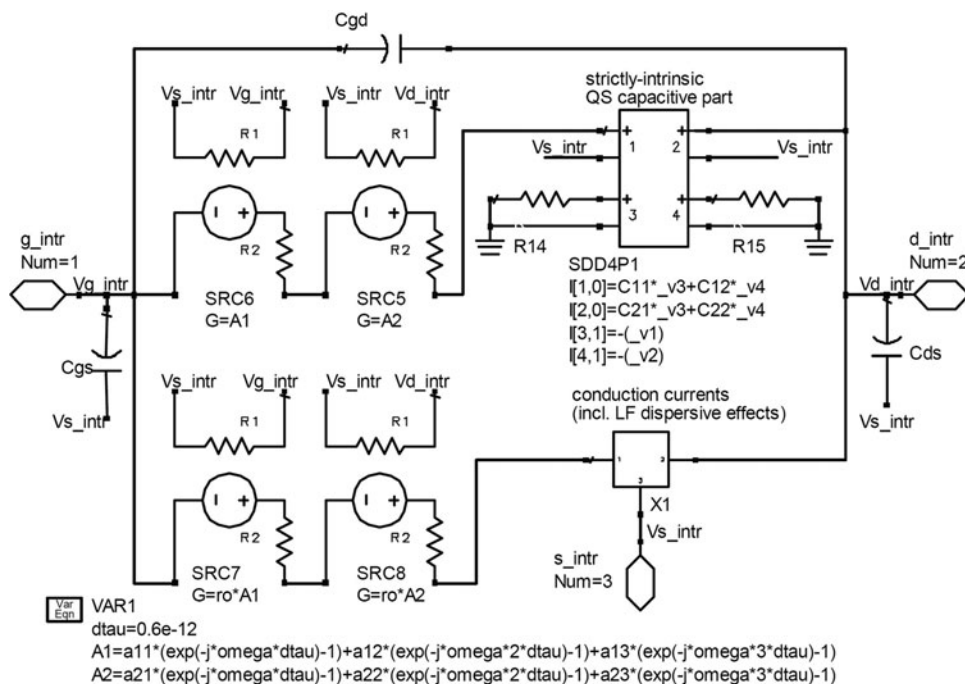 Cgd
strictly-intrinsic
QS capacitive part
Vs_intr Vg_intr Vs_intr Vd_intr
R1 R1
+ +
1 2
Vs_intr Vs_intr
+ +
3 4
R14 R15
- + - +
R2 R2
g_intr
Num=1
Vg_intr
SRC6 SRC5
G=A1 G=A2
SDD4P1
I[1,0]=C11*_v3+C12*_v4
I[2,0]=C21*_v3+C22*_v4
I[3,1]=-(_v1)
I[4,1]=-(_v2)
d_intr
Num=2
Vd_intr
Cgs
Vs_intr
Cds
Vs_intr
Vs_intr Vg_intr Vs_intr Vd_intr
R1 R1
conduction currents
(incl. LF dispersive effects)
1 2
3
X1
Vs_intr
- + - +
R2 R2
SRC7 SRC8
G=ro*A1 G=ro*A2
s_intr
Num=3
Var
Eqn
VAR1
dtau=0.6e-12
A1=a11*(exp(-j*omega*dtau)-1)+a12*(exp(-j*omega*2*dtau)-1)+a13*(exp(-j*omega*3*dtau)-1)
A2=a21*(exp(-j*omega*dtau)-1)+a22*(exp(-j*omega*2*dtau)-1)+a23*(exp(-j*omega*3*dtau)-1)